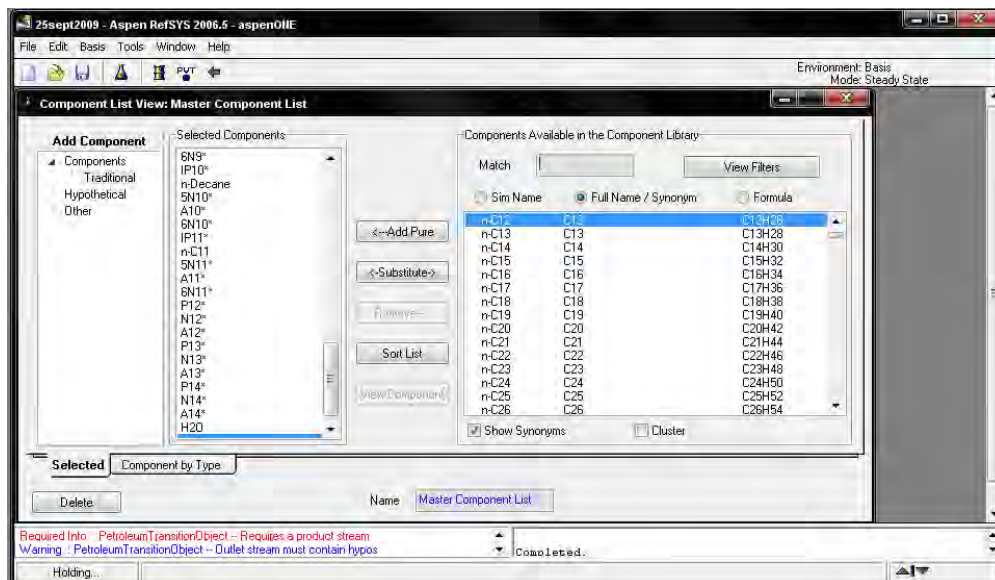 25sept2009 - Aspen RefSYS 2006.5 - aspenONE
File Edit Basis Tools Window Help
PVT
Environment: Basis
Mode: Steady State
Component List View: Master Component List
Add Component
Components
Traditional
Hypothetical
Other
Selected Components
6N9*
IP10*
n-Decane
5N10*
A10*
6N10*
IP11*
n-C11
5N11*
A11*
6N11*
P12*
N12*
A12*
P13*
N13*
A13*
P14*
N14*
A14*
H2O
<---Add Pure
<-Substitute->
Remove--->
Sort List
View Component
Components Available in the Component Library
Match
View Filters
Sim Name Full Name / Synonym Formula
n-C12 C12 C12H26
n-C13 C13 C13H28
n-C14 C14 C14H30
n-C15 C15 C15H32
n-C16 C16 C16H34
n-C17 C17 C17H36
n-C18 C18 C18H38
n-C19 C19 C19H40
n-C20 C20 C20H42
n-C21 C21 C21H44
n-C22 C22 C22H46
n-C23 C23 C23H48
n-C24 C24 C24H50
n-C25 C25 C25H52
n-C26 C26 C26H54
Show Synonyms Cluster
Selected Component by Type
Delete
Name Master Component List
Required Info : PetroleumTransitionObject -- Requires a product stream
Warning : PetroleumTransitionObject -- Outlet stream must contain hypos
Completed.
Holding...